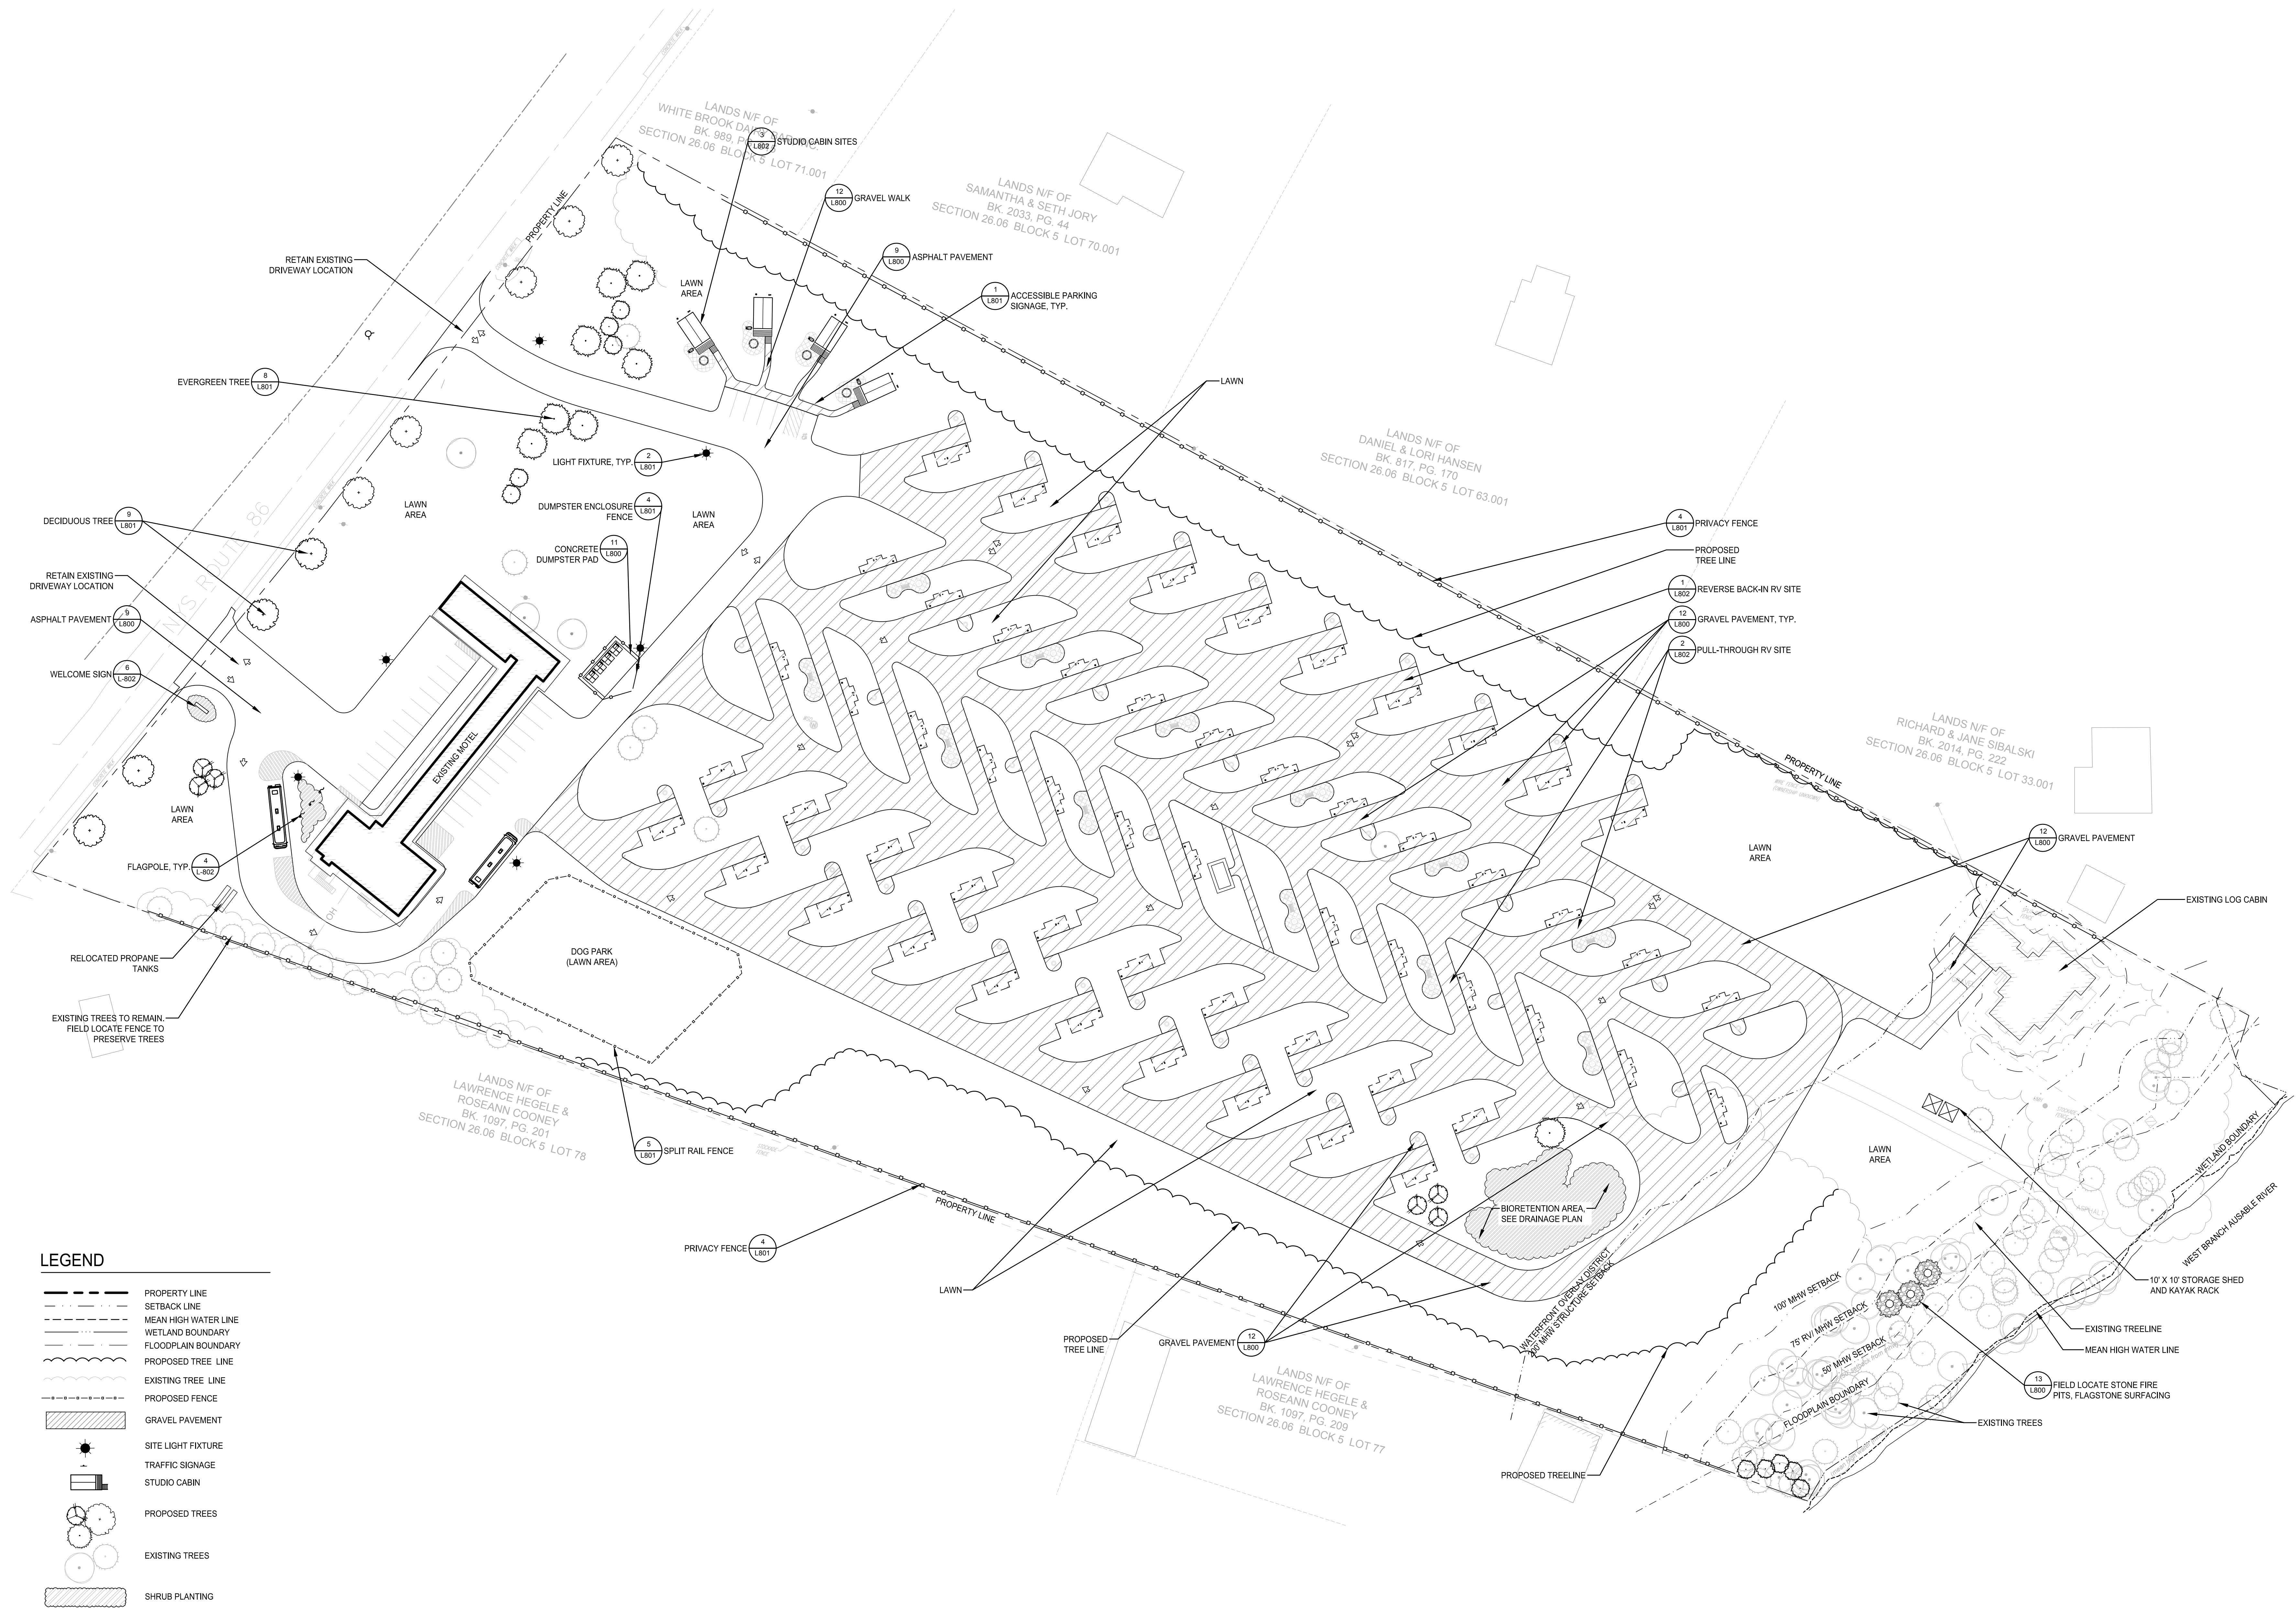 LANDS N/F OF
WHITE BROOK DAIRY BAR INC.
BK. 989,
SECTION 26.06 BLOCK 5 LOT 71.001
3
L802
STUDIO CABIN SITES
12
L800
GRAVEL WALK
LANDS N/F OF
SAMANTHA & SETH JORY
BK. 2033, PG. 44
SECTION 26.06 BLOCK 5 LOT 70.001
PROPERTY LINE
9
L800
ASPHALT PAVEMENT
RETAIN EXISTING
DRIVEWAY LOCATION
LAWN
AREA
1
L801
ACCESSIBLE PARKING
SIGNAGE, TYP.
EVERGREEN TREE
8
L801
LAWN
LANDS N/F OF
DANIEL & LORI HANSEN
BK. 817, PG. 170
SECTION 26.06 BLOCK 5 LOT 63.001
LIGHT FIXTURE, TYP.
2
L801
NYS ROUTE 86
LAWN
AREA
DUMPSTER ENCLOSURE
FENCE
4
L801
LAWN
AREA
DECIDUOUS TREE
9
L801
4
L801
PRIVACY FENCE
CONCRETE
DUMPSTER PAD
11
L800
PROPOSED
TREE LINE
RETAIN EXISTING
DRIVEWAY LOCATION
1
L802
REVERSE BACK-IN RV SITE
ASPHALT PAVEMENT
9
L800
12
L800
GRAVEL PAVEMENT, TYP.
2
L802
PULL-THROUGH RV SITE
WELCOME SIGN
6
L-802
EXISTING MOTEL
LANDS N/F OF
RICHARD & JANE SIBALSKI
BK. 2014, PG. 222
SECTION 26.06 BLOCK 5 LOT 33.001
PROPERTY LINE
LAWN
AREA
12
L800
GRAVEL PAVEMENT
LAWN
AREA
FLAGPOLE, TYP.
4
L-802
EXISTING LOG CABIN
OH
RELOCATED PROPANE
TANKS
DOG PARK
(LAWN AREA)
EXISTING TREES TO REMAIN.
FIELD LOCATE FENCE TO
PRESERVE TREES
LANDS N/F OF
LAWRENCE HEGELE &
ROSEANN COONEY
BK. 1097, PG. 201
SECTION 26.06 BLOCK 5 LOT 78
5
L801
SPLIT RAIL FENCE
LAWN
AREA
WETLAND BOUNDARY
PROPERTY LINE
BIORETENTION AREA,
SEE DRAINAGE PLAN
WEST BRANCH AUSABLE RIVER
PRIVACY FENCE
4
L801
LAWN
WATERFRONT OVERLAY DISTRICT
200' MHW STRUCTURE SETBACK
100' MHW SETBACK
10' X 10' STORAGE SHED
AND KAYAK RACK
PROPOSED
TREE LINE
GRAVEL PAVEMENT
12
L800
75' RV/ MHW SETBACK
EXISTING TREELINE
MEAN HIGH WATER LINE
50' MHW SETBACK
LANDS N/F OF
LAWRENCE HEGELE &
ROSEANN COONEY
BK. 1097, PG. 209
SECTION 26.06 BLOCK 5 LOT 77
13
L800
FIELD LOCATE STONE FIRE
PITS, FLAGSTONE SURFACING
FLOODPLAIN BOUNDARY
EXISTING TREES
PROPOSED TREELINE
LEGEND
PROPERTY LINE
SETBACK LINE
MEAN HIGH WATER LINE
WETLAND BOUNDARY
FLOODPLAIN BOUNDARY
PROPOSED TREE LINE
EXISTING TREE LINE
PROPOSED FENCE
GRAVEL PAVEMENT
SITE LIGHT FIXTURE
TRAFFIC SIGNAGE
STUDIO CABIN
PROPOSED TREES
EXISTING TREES
SHRUB PLANTING